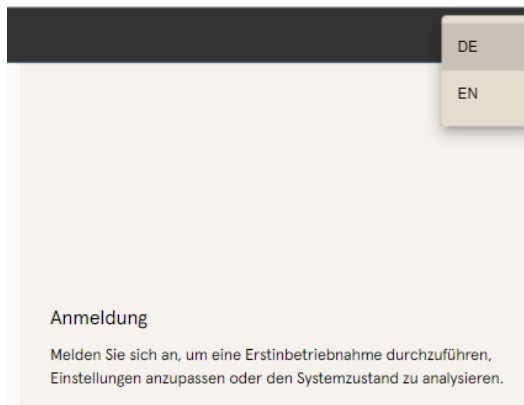 DE
EN
Anmeldung
Melden Sie sich an, um eine Erstinbetriebnahme durchzuführen,
Einstellungen anzupassen oder den Systemzustand zu analysieren.